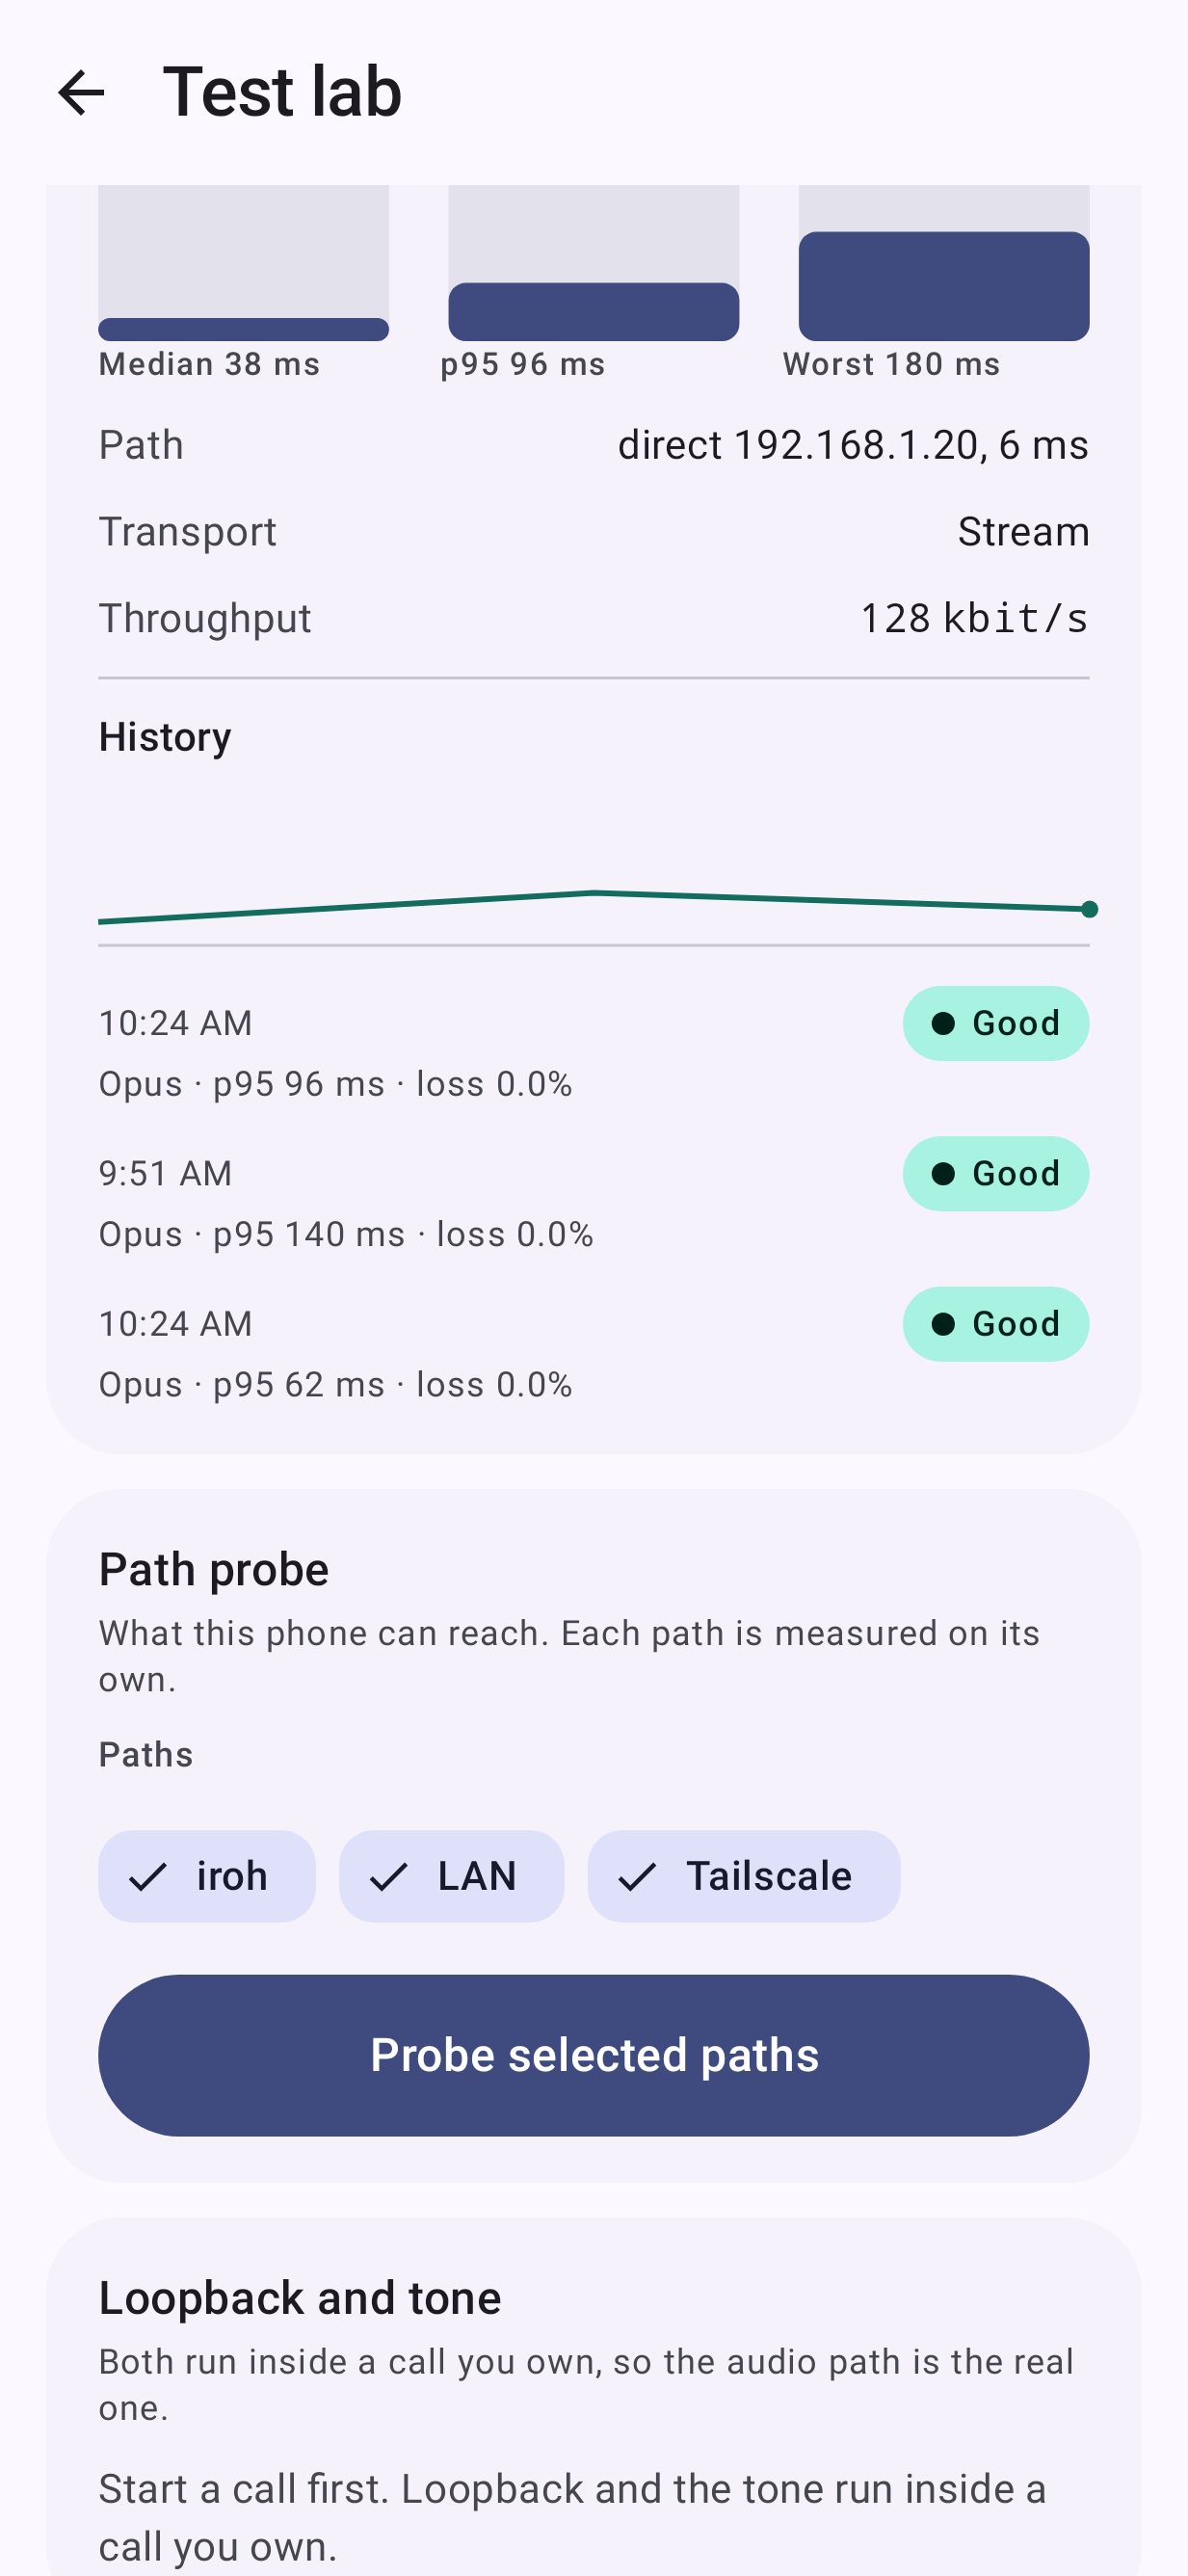 Test lab
Median 38 ms
p95 96 ms
Worst 180 ms
Path
direct 192.168.1.20, 6 ms
Transport
Stream
Throughput
128 kbit/s
History
10:24 AM
Good
Opus · p95 96 ms · loss 0.0%
9:51 AM
Good
Opus · p95 140 ms · loss 0.0%
10:24 AM
Good
Opus · p95 62 ms · loss 0.0%
Path probe
What this phone can reach. Each path is measured on its
own.
Paths
iroh
LAN
Tailscale
Probe selected paths
Loopback and tone
Both run inside a call you own, so the audio path is the real
one.
Start a call first. Loopback and the tone run inside a
call you own.